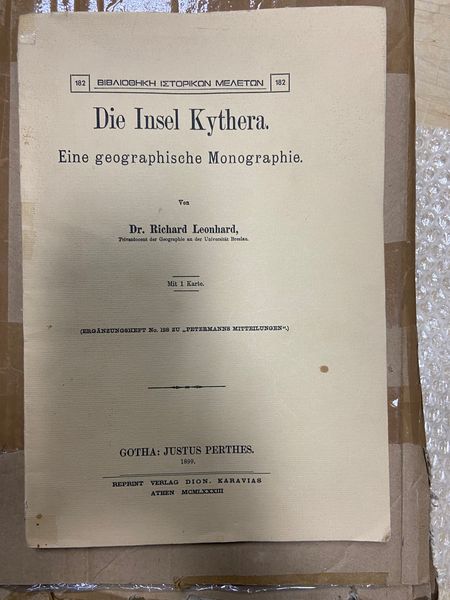 182 ΒΙΒΛΙΟΘΗΚΗ ΙΣΤΟΡΙΚΩΝ ΜΕΛΕΤΩΝ 182
Die Insel Kythera.
Eine geographische Monographie.
Von
Dr. Richard Leonhard,
Privatdocent der Geographie an der Universität Breslau.
Mit 1 Karte.
(ERGÄNZUNGSHEFT No. 128 ZU „PETERMANNS MITTEILUNGEN“.)
GOTHA: JUSTUS PERTHES.
1899.
REPRINT VERLAG DION. KARAVIAS
ATHEN MCMLXXXIII